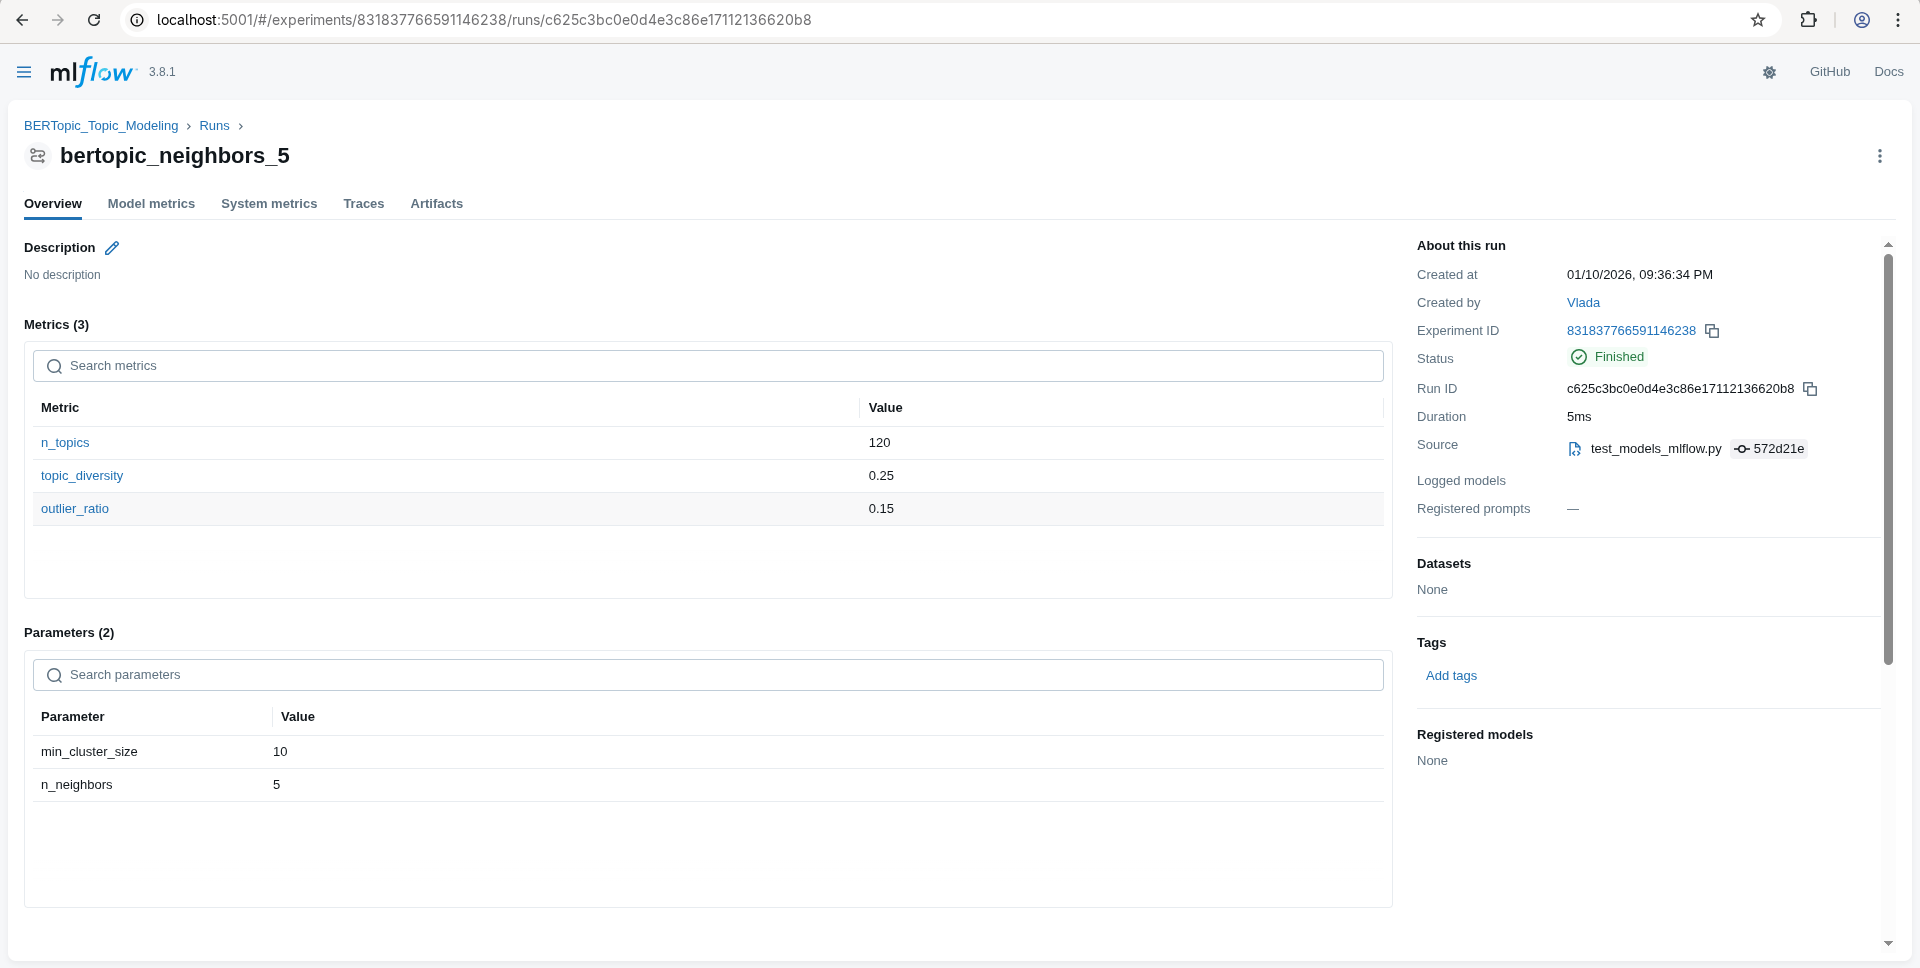 localhost:5001/#/experiments/831837766591146238/runs/c625c3bc0e0d4e3c86e17112136620b8
mlflow 3.8.1
GitHub
Docs
BERTopic_Topic_Modeling › Runs ›
bertopic_neighbors_5
Overview
Model metrics
System metrics
Traces
Artifacts
Description
No description
Metrics (3)
Search metrics
Metric Value
n_topics 120
topic_diversity 0.25
outlier_ratio 0.15
Parameters (2)
Search parameters
Parameter Value
min_cluster_size 10
n_neighbors 5
About this run
Created at 01/10/2026, 09:36:34 PM
Created by Vlada
Experiment ID 831837766591146238
Status Finished
Run ID c625c3bc0e0d4e3c86e17112136620b8
Duration 5ms
Source test_models_mlflow.py 572d21e
Logged models
Registered prompts —
Datasets
None
Tags
Add tags
Registered models
None